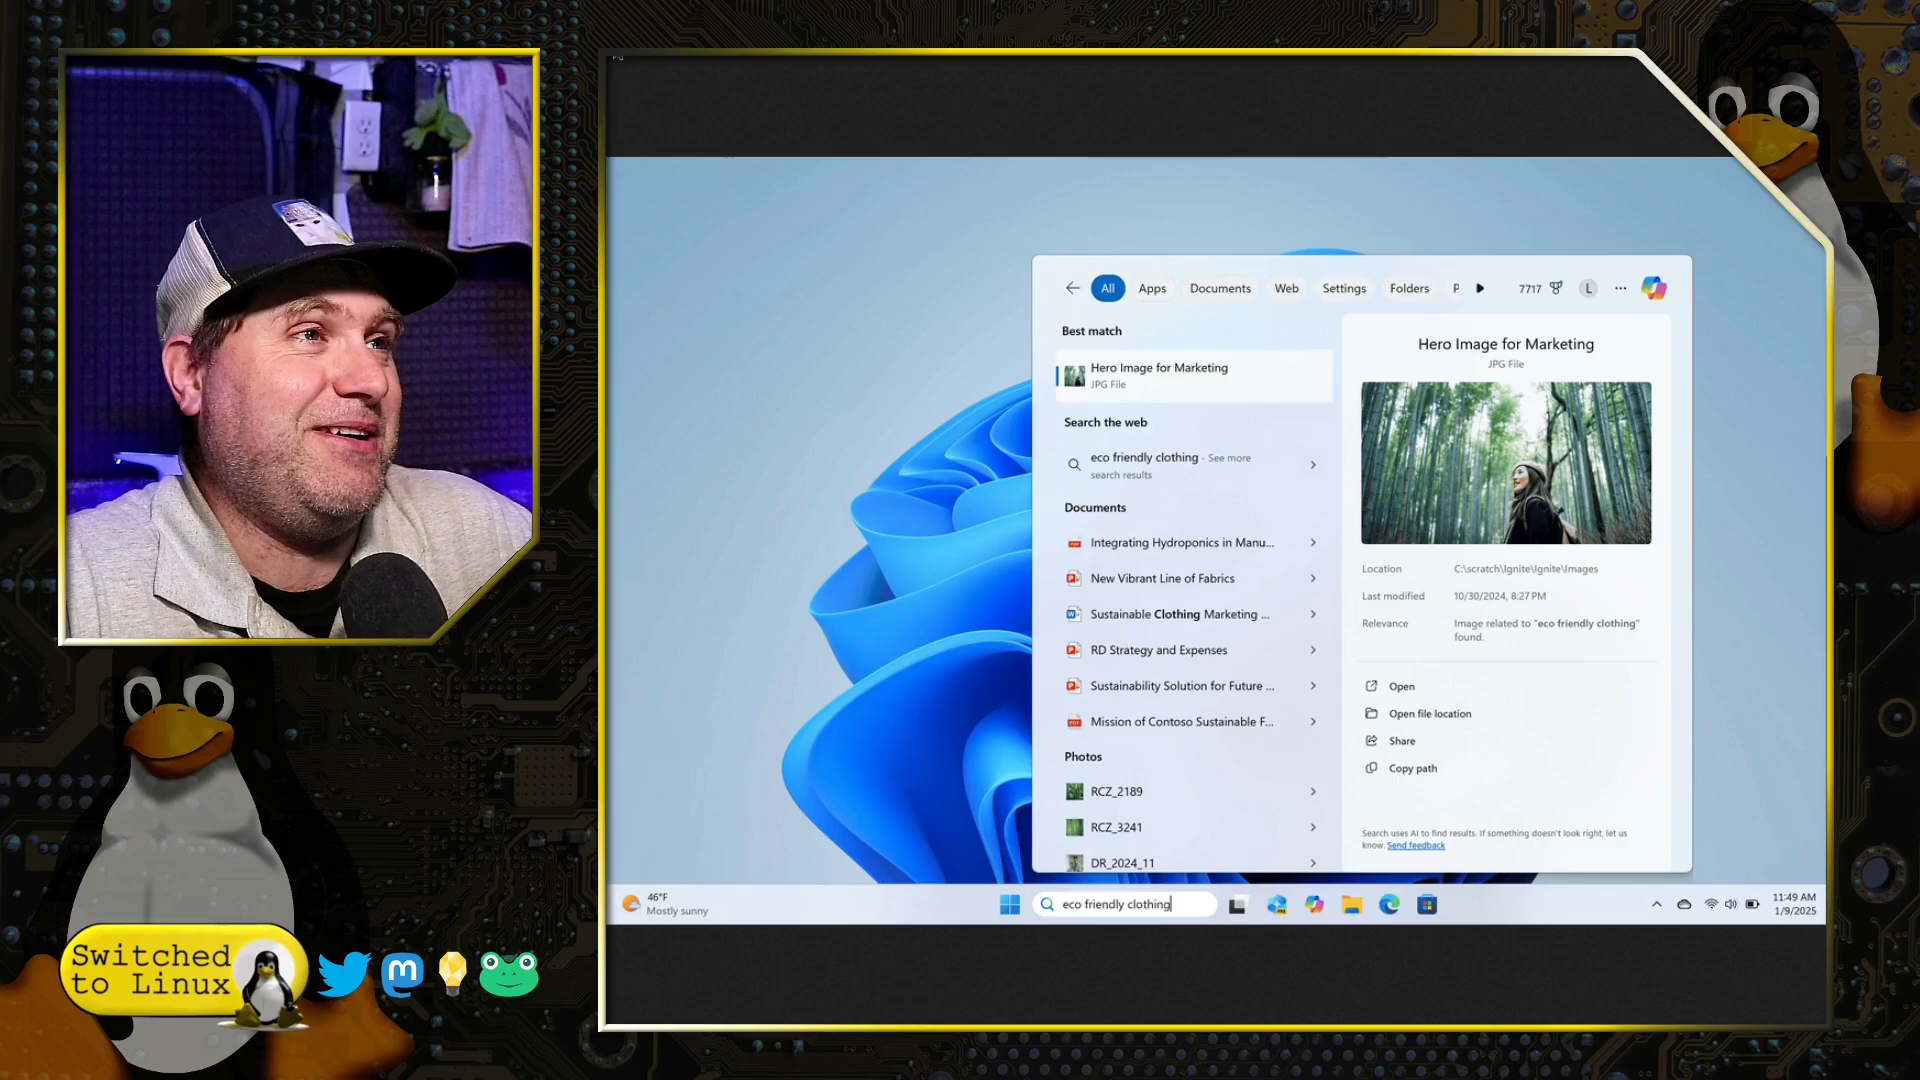 All
Apps
Documents
Web
Settings
Folders
P
7717
L
Best match
Hero Image for Marketing
JPG File
Search the web
eco friendly clothing - See more
search results
Documents
Integrating Hydroponics in Manu...
New Vibrant Line of Fabrics
Sustainable Clothing Marketing ...
RD Strategy and Expenses
Sustainability Solution for Future ...
Mission of Contoso Sustainable F...
Photos
RCZ_2189
RCZ_3241
DR_2024_11
Hero Image for Marketing
JPG File
Location C:\scratch\Ignite\Ignite\Images
Last modified 10/30/2024, 8:27 PM
Relevance Image related to "eco friendly clothing"
found.
Open
Open file location
Share
Copy path
Search uses AI to find results. If something doesn't look right, let us
know. Send feedback
46°F
Mostly sunny
eco friendly clothing
11:49 AM
1/9/2025
Switched
to Linux
m